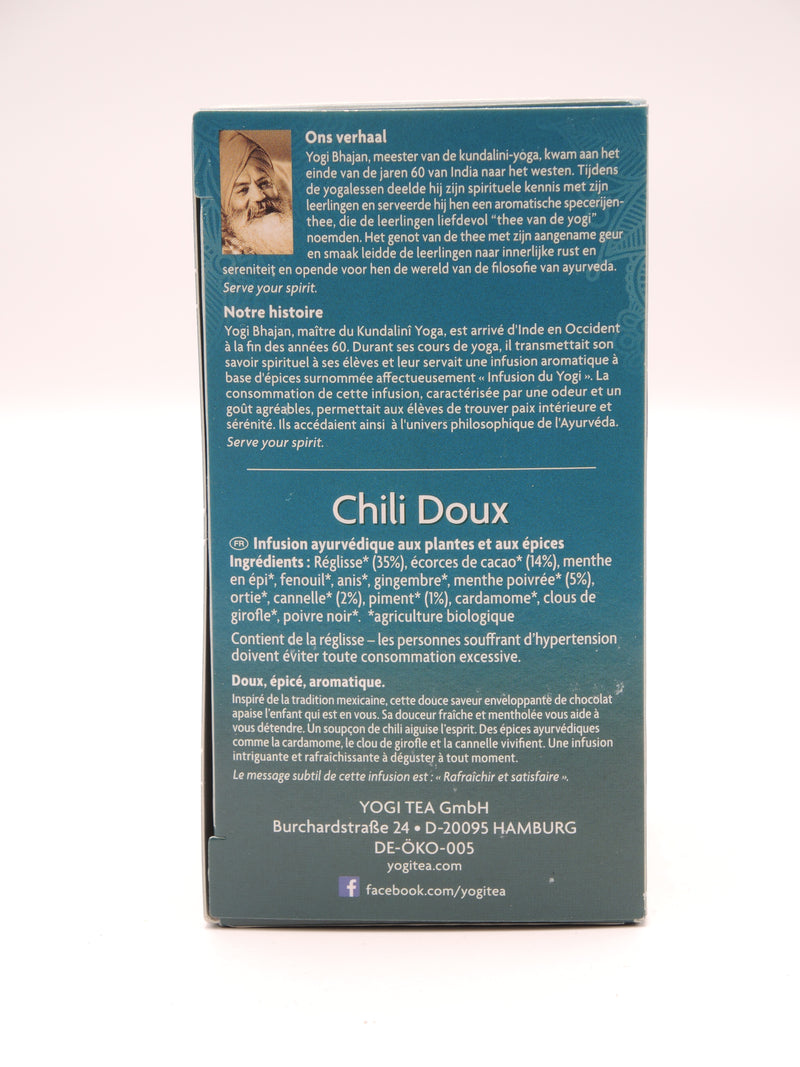 Ons verhaal
Yogi Bhajan, meester van de kundalini-yoga, kwam aan het
einde van de jaren 60 van India naar het westen. Tijdens
de yogalessen deelde hij zijn spirituele kennis met zijn
leerlingen en serveerde hij hen een aromatische specerijen-
thee, die de leerlingen liefdevol “thee van de yogi”
noemden. Het genot van de thee met zijn aangename geur
en smaak leidde de leerlingen naar innerlijke rust en
sereniteit en opende voor hen de wereld van de filosofie van ayurveda.
Serve your spirit.
Notre histoire
Yogi Bhajan, maître du Kundalinî Yoga, est arrivé d'Inde en Occident
à la fin des années 60. Durant ses cours de yoga, il transmettait son
savoir spirituel à ses élèves et leur servait une infusion aromatique à
base d'épices surnommée affectueusement « Infusion du Yogi ». La
consommation de cette infusion, caractérisée par une odeur et un
goût agréables, permettait aux élèves de trouver paix intérieure et
sérénité. Ils accédaient ainsi à l'univers philosophique de l'Ayurvéda.
Serve your spirit.
Chili Doux
FR Infusion ayurvédique aux plantes et aux épices
Ingrédients : Réglisse* (35%), écorces de cacao* (14%), menthe
en épi*, fenouil*, anis*, gingembre*, menthe poivrée* (5%),
ortie*, cannelle* (2%), piment* (1%), cardamome*, clous de
girofle*, poivre noir*. *agriculture biologique
Contient de la réglisse – les personnes souffrant d’hypertension
doivent éviter toute consommation excessive.
Doux, épicé, aromatique.
Inspiré de la tradition mexicaine, cette douce saveur enveloppante de chocolat
apaise l’enfant qui est en vous. Sa douceur fraîche et mentholée vous aide à
vous détendre. Un soupçon de chili aiguise l’esprit. Des épices ayurvédiques
comme la cardamome, le clou de girofle et la cannelle vivifient. Une infusion
intriguante et rafraîchissante à déguster à tout moment.
Le message subtil de cette infusion est : « Rafraîchir et satisfaire ».
YOGI TEA GmbH
Burchardstraße 24 • D-20095 HAMBURG
DE-ÖKO-005
yogitea.com
f facebook.com/yogitea